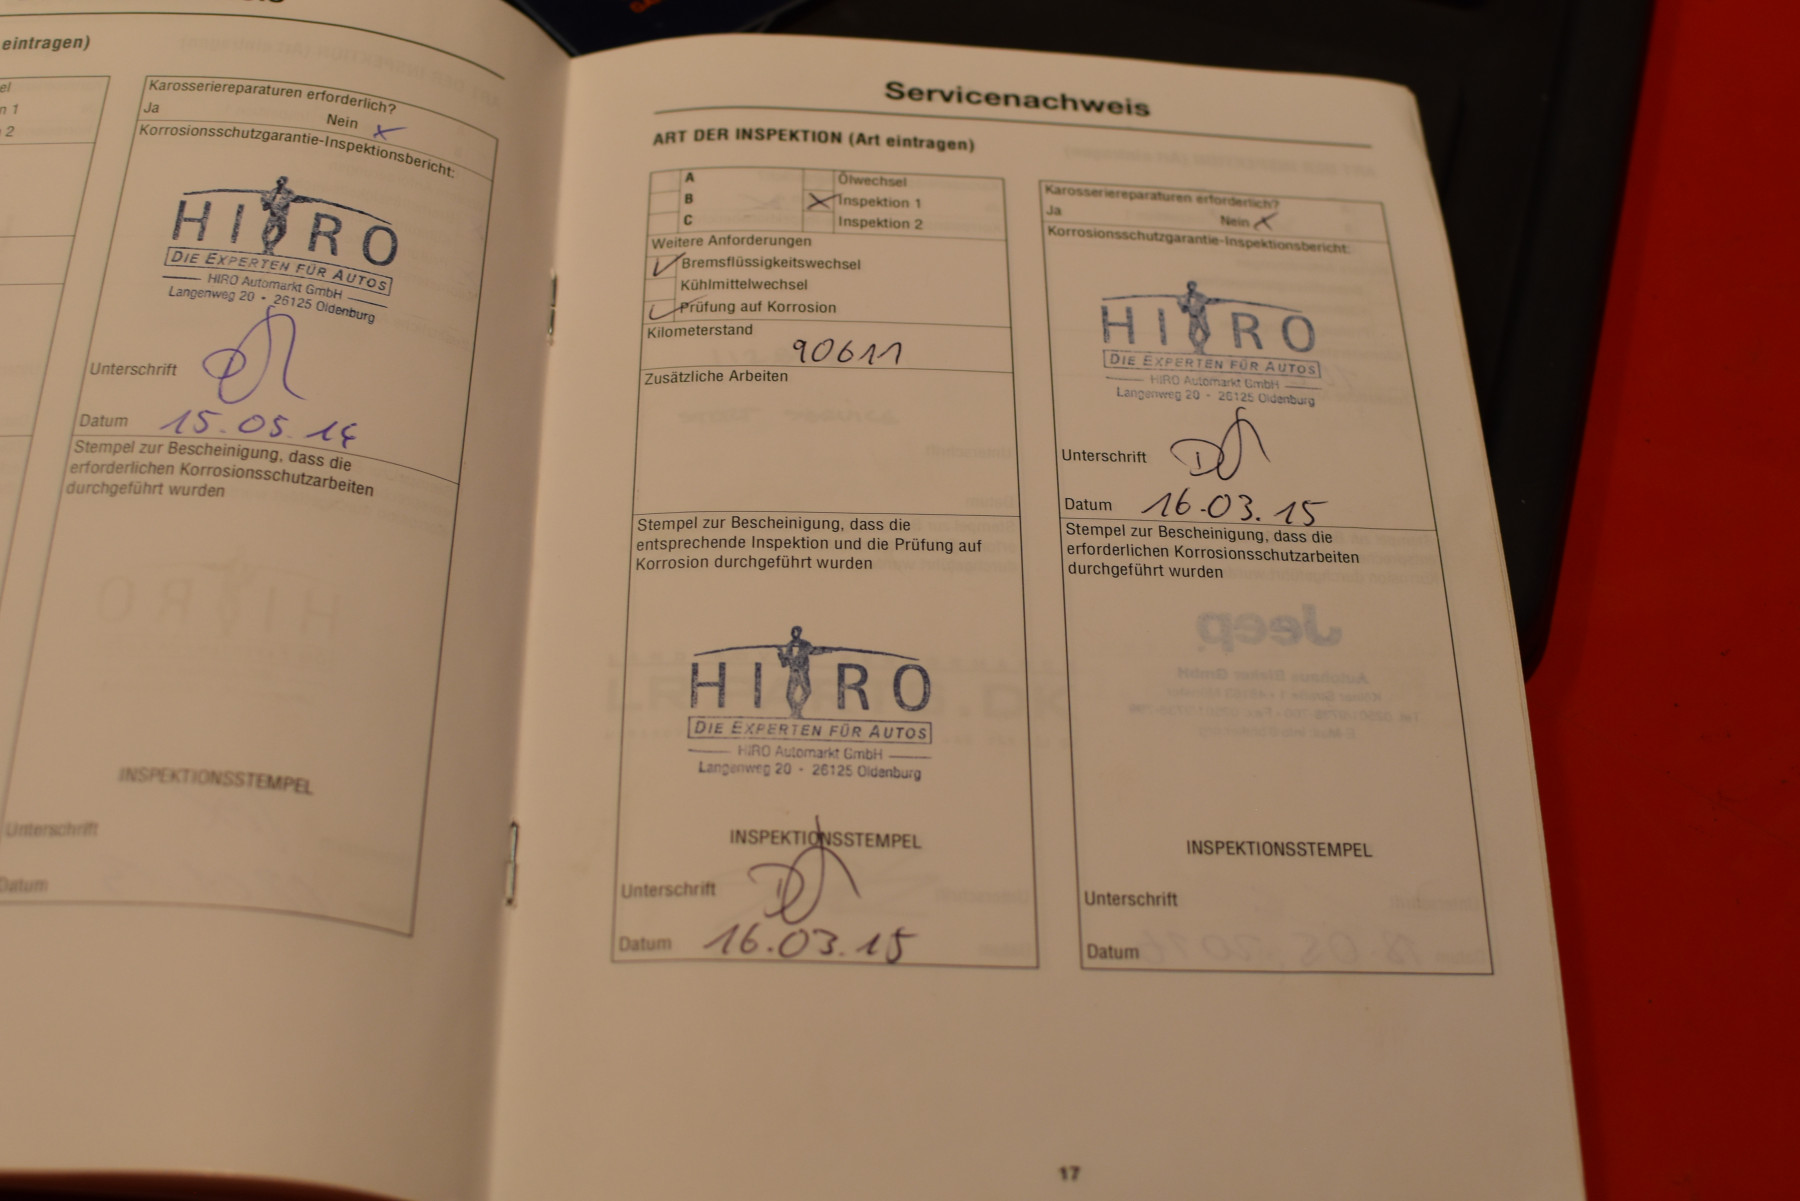 eintragen)
el
n 1
2
Karosseriereparaturen erforderlich?
Ja Nein x
Korrosionsschutzgarantie-Inspektionsbericht:
HIRO
DIE EXPERTEN FÜR AUTOS
HIRO Automarkt GmbH
Langenweg 20 - 26125 Oldenburg
Unterschrift
Datum 15.05.14
Stempel zur Bescheinigung, dass die
erforderlichen Korrosionsschutzarbeiten
durchgeführt wurden
INSPEKTIONSSTEMPEL
Unterschrift
Datum
Servicenachweis
ART DER INSPEKTION (Art eintragen)
A Ölwechsel
B x Inspektion 1
C Inspektion 2
Weitere Anforderungen
Bremsflüssigkeitswechsel
Kühlmittelwechsel
Prüfung auf Korrosion
Kilometerstand
90611
Zusätzliche Arbeiten
Stempel zur Bescheinigung, dass die
entsprechende Inspektion und die Prüfung auf
Korrosion durchgeführt wurden
HIRO
DIE EXPERTEN FÜR AUTOS
HIRO Automarkt GmbH
Langenweg 20 - 26125 Oldenburg
INSPEKTIONSSTEMPEL
Unterschrift
Datum 16.03.15
Karosseriereparaturen erforderlich?
Ja Nein x
Korrosionsschutzgarantie-Inspektionsbericht:
HIRO
DIE EXPERTEN FÜR AUTOS
HIRO Automarkt GmbH
Langenweg 20 - 26125 Oldenburg
Unterschrift
Datum 16.03.15
Stempel zur Bescheinigung, dass die
erforderlichen Korrosionsschutzarbeiten
durchgeführt wurden
INSPEKTIONSSTEMPEL
Unterschrift
Datum
17